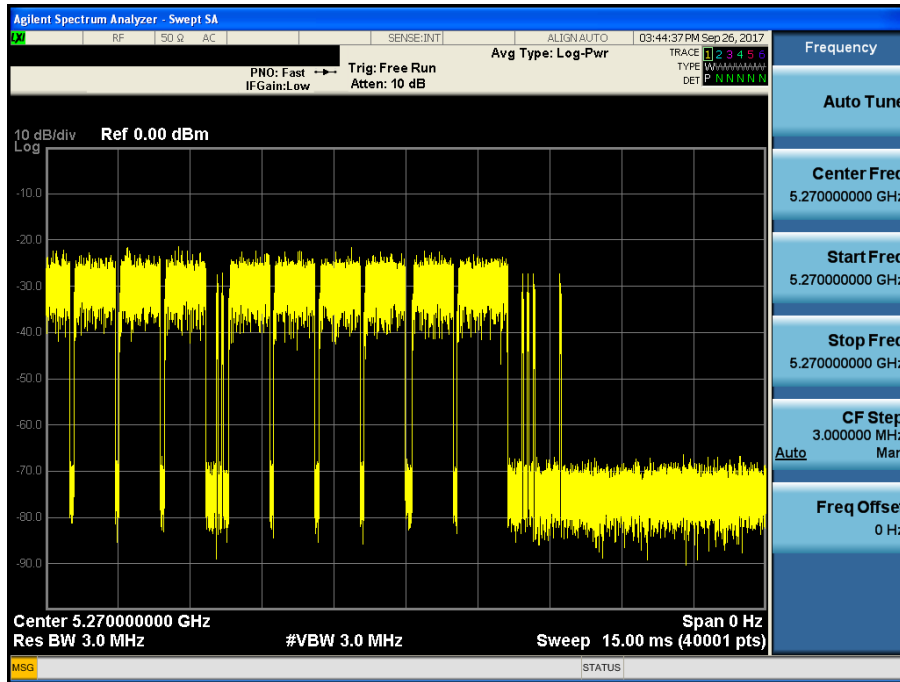 Agilent Spectrum Analyzer - Swept SA
LXI RF 50 Ω AC SENSE:INT ALIGN AUTO 03:44:37 PM Sep 26, 2017
Frequency
Avg Type: Log-Pwr
TRACE 1 2 3 4 5 6
PNO: Fast Trig: Free Run
TYPE WWWWWW
IFGain:Low Atten: 10 dB
DET P N N N N N
Auto Tune
10 dB/div Ref 0.00 dBm
Log
-10.0
-20.0
-30.0
-40.0
-50.0
-60.0
-70.0
-80.0
-90.0
Center Freq
5.270000000 GHz
Start Freq
5.270000000 GHz
Stop Freq
5.270000000 GHz
CF Step
3.000000 MHz
Auto Man
Freq Offset
0 Hz
Center 5.270000000 GHz Span 0 Hz
Res BW 3.0 MHz #VBW 3.0 MHz Sweep 15.00 ms (40001 pts)
MSG STATUS